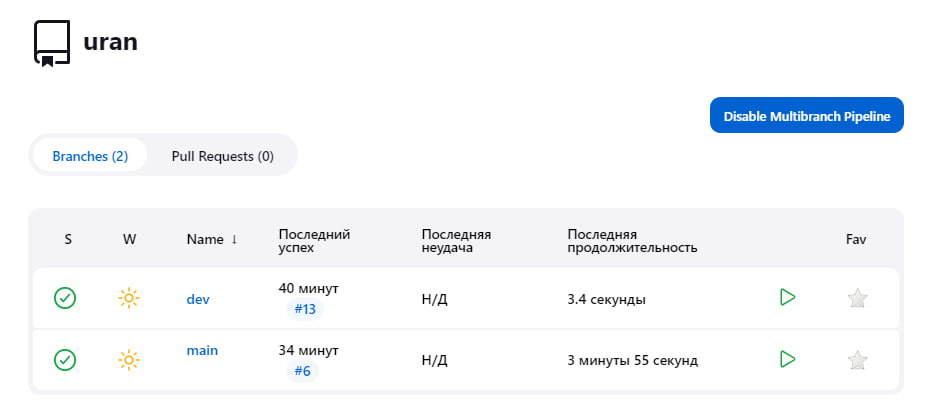 uran
Disable Multibranch Pipeline
Branches (2) Pull Requests (0)
S W Name ↓ Последний успех Последняя неудача Последняя продолжительность Fav
dev 40 минут #13 Н/Д 3.4 секунды
main 34 минут #6 Н/Д 3 минуты 55 секунд